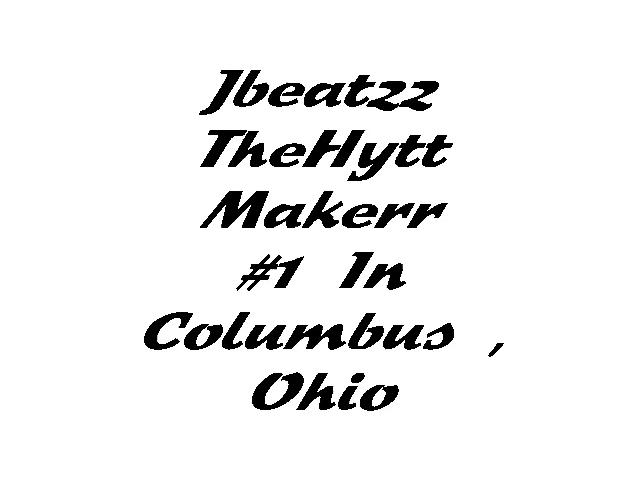 Jbeatzz
TheHytt
Makerr
#1 In
Columbus ,
Ohio